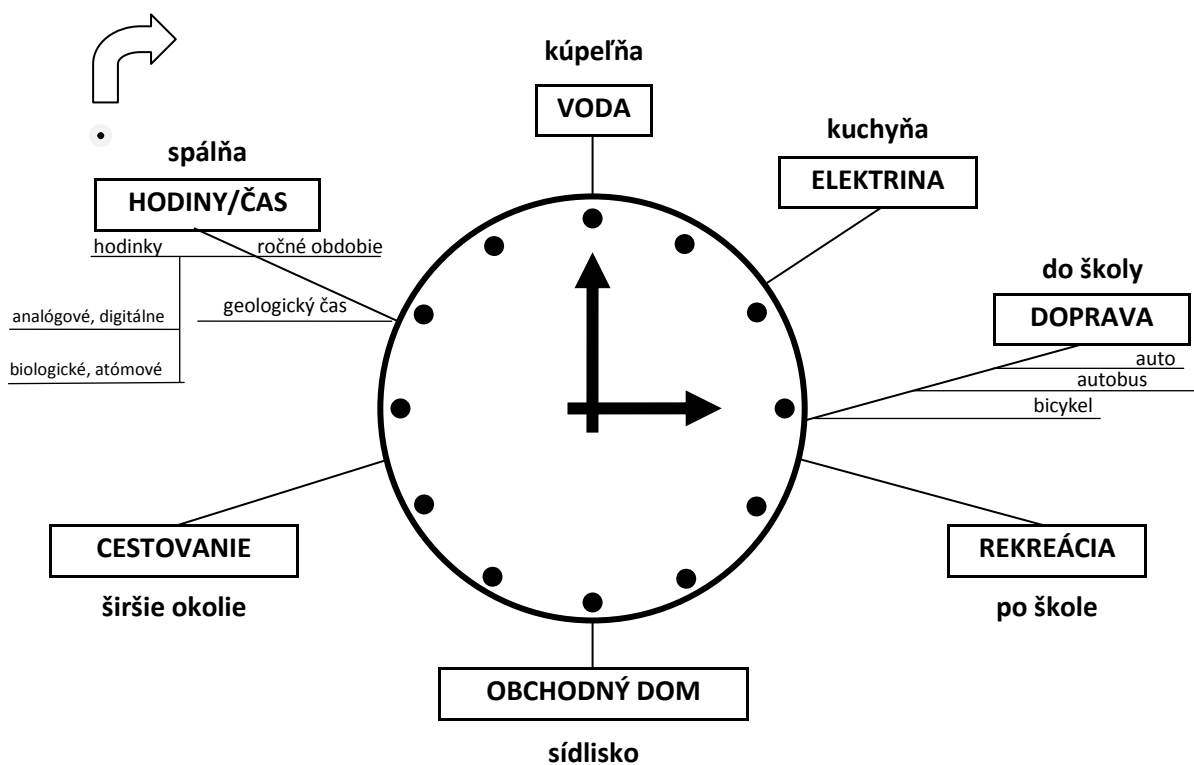 kúpeľňa
VODA
kuchyňa
ELEKTRINA
spálňa
HODINY/ČAS
hodinky
ročné obdobie
geologický čas
analógové, digitálne
biologické, atómové
do školy
DOPRAVA
auto
autobus
bicykel
CESTOVANIE
širšie okolie
REKREÁCIA
po škole
OBCHODNÝ DOM
sídlisko